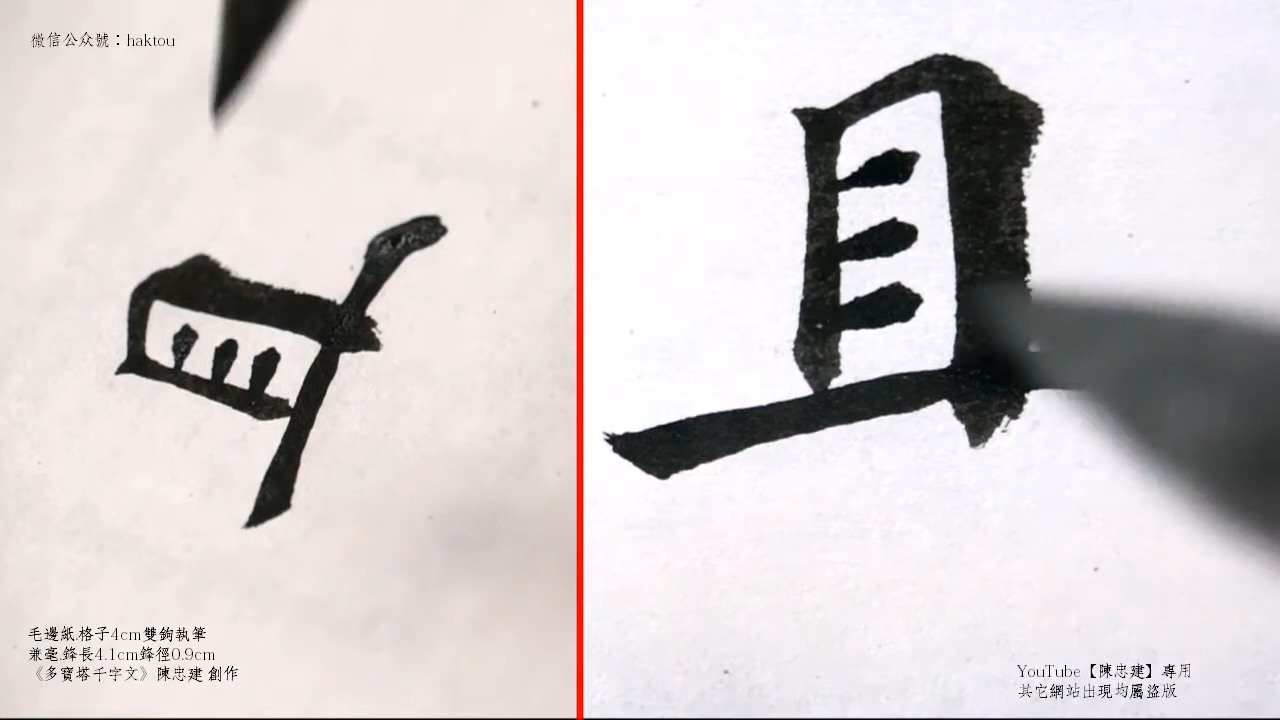 微信公众號：haktou
毛邊紙.格子4cm雙鉤執筆
兼毫.鋒長4.1cm鋒徑0.9cm
《多寶塔千字文》陳忠建.創作
YouTube【陳忠建】專用
其它網站出現均屬盜版